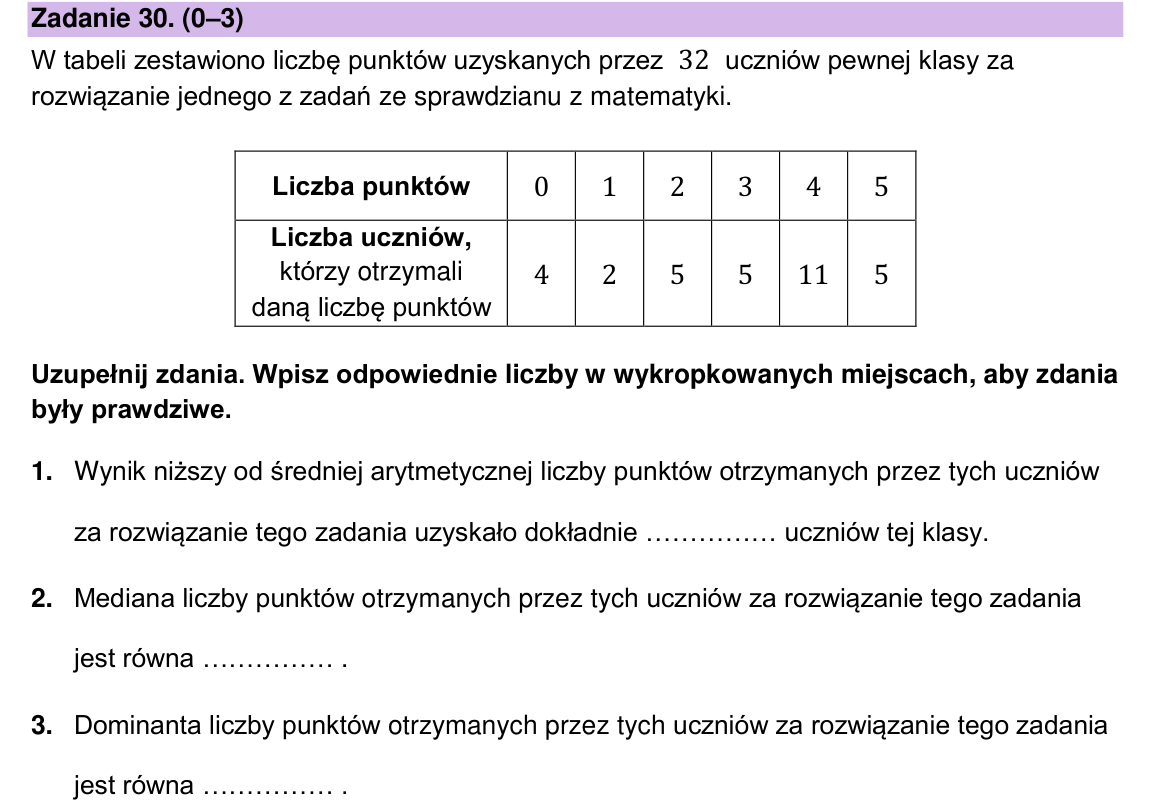 Zadanie 30. (0–3)
W tabeli zestawiono liczbę punktów uzyskanych przez 32 uczniów pewnej klasy za
rozwiązanie jednego z zadań ze sprawdzianu z matematyki.
Liczba punktów 0 1 2 3 4 5
Liczba uczniów,
którzy otrzymali
daną liczbę punktów 4 2 5 5 11 5
Uzupełnij zdania. Wpisz odpowiednie liczby w wykropkowanych miejscach, aby zdania
były prawdziwe.
1. Wynik niższy od średniej arytmetycznej liczby punktów otrzymanych przez tych uczniów
za rozwiązanie tego zadania uzyskało dokładnie …………… uczniów tej klasy.
2. Mediana liczby punktów otrzymanych przez tych uczniów za rozwiązanie tego zadania
jest równa …………… .
3. Dominanta liczby punktów otrzymanych przez tych uczniów za rozwiązanie tego zadania
jest równa …………… .